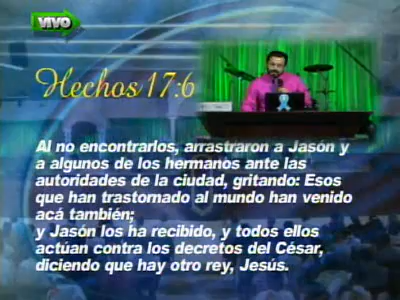 VIVO
Hechos 17:6
Al no encontrarlos, arrastraron a Jasón y
a algunos de los hermanos ante las
autoridades de la ciudad, gritando: Esos
que han trastornado al mundo han venido
acá también;
y Jasón los ha recibido, y todos ellos
actúan contra los decretos del César,
diciendo que hay otro rey, Jesús.